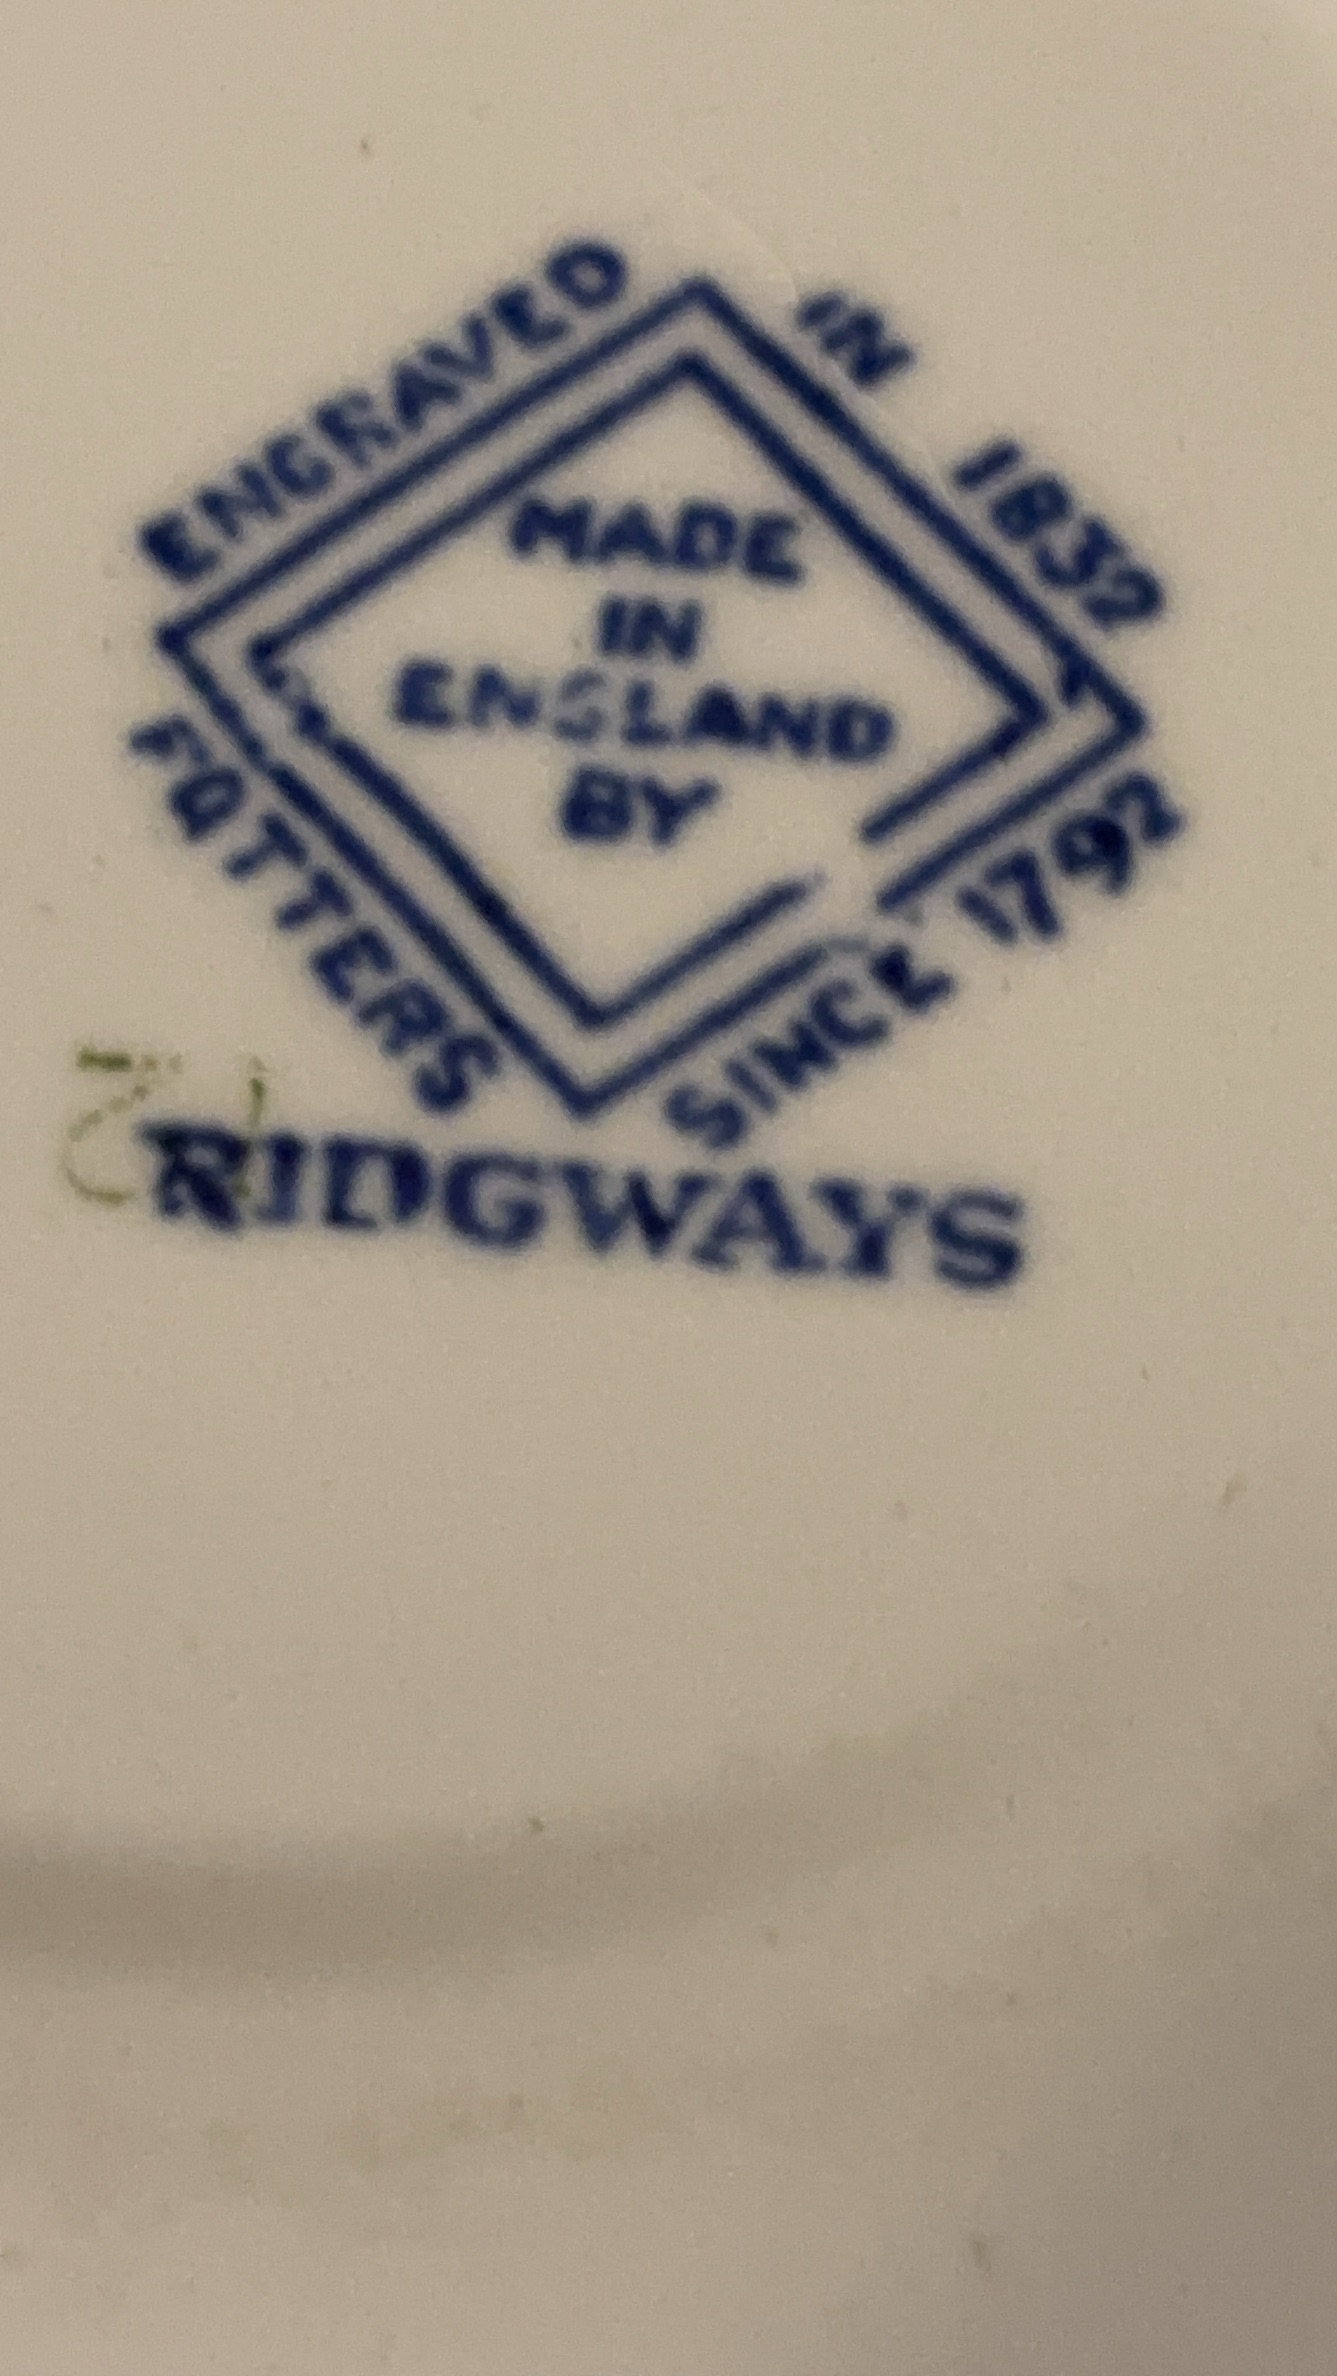 ENGRAVED IN 1832
MADE
IN
ENGLAND
BY
POTTERS SINCE 1792
RIDGWAYS